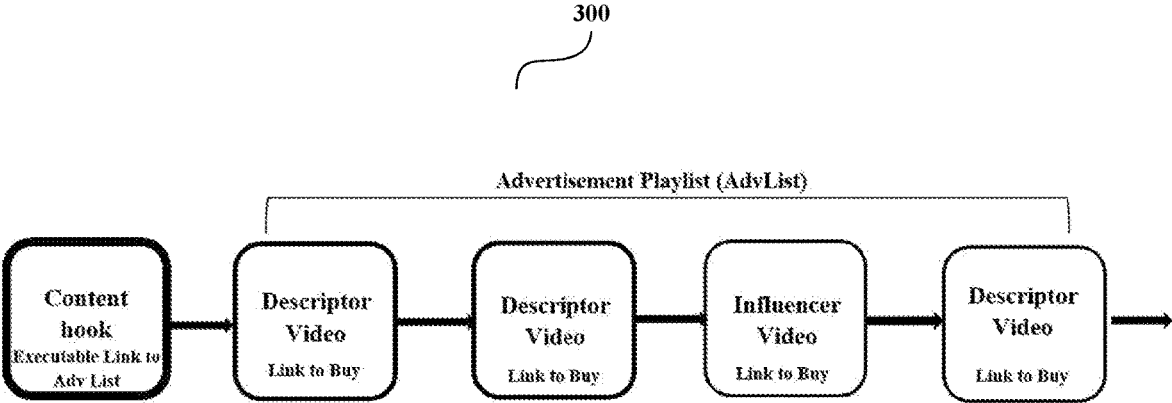 300
Advertisement Playlist (AdvList)
Content
hook
Executable Link to
Adv List
Descriptor
Video
Link to Buy
Descriptor
Video
Link to Buy
Influencer
Video
Link to Buy
Descriptor
Video
Link to Buy